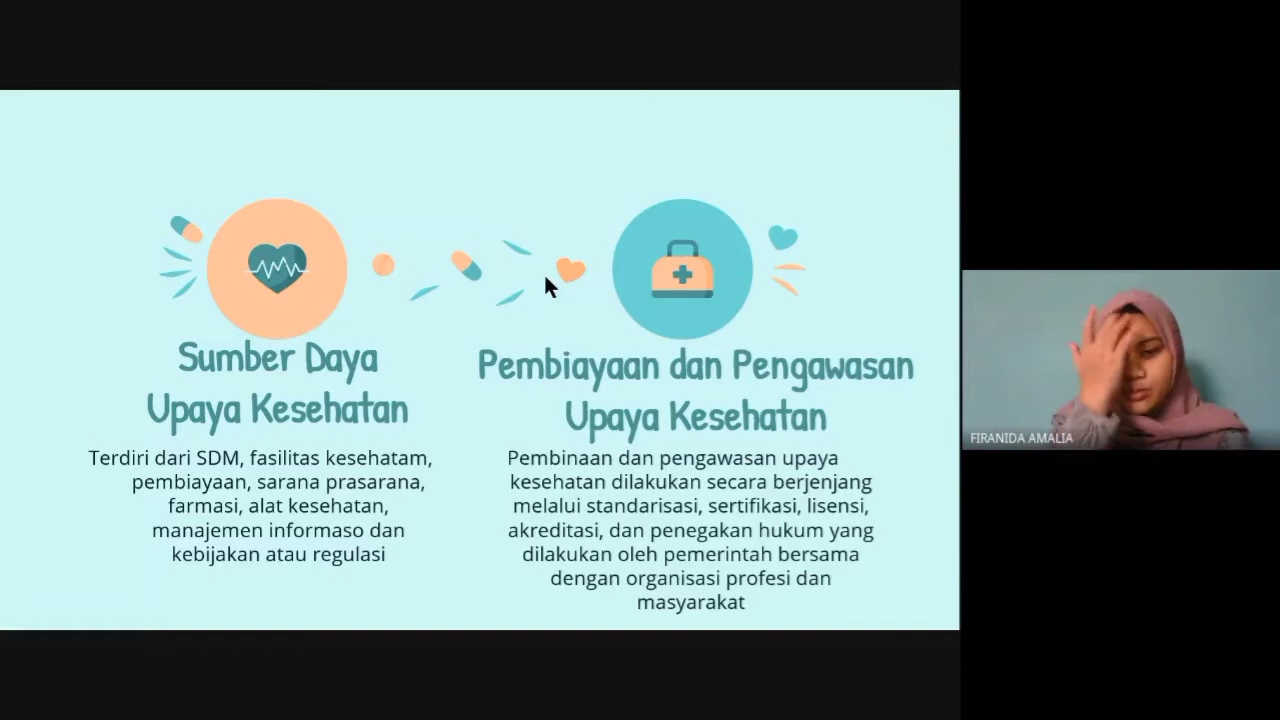 Sumber Daya
Upaya Kesehatan
Terdiri dari SDM, fasilitas kesehatam,
pembiayaan, sarana prasarana,
farmasi, alat kesehatan,
manajemen informaso dan
kebijakan atau regulasi
Pembiayaan dan Pengawasan
Upaya Kesehatan
Pembinaan dan pengawasan upaya
kesehatan dilakukan secara berjenjang
melalui standarisasi, sertifikasi, lisensi,
akreditasi, dan penegakan hukum yang
dilakukan oleh pemerintah bersama
dengan organisasi profesi dan
masyarakat
FIRANIDA AMALIA